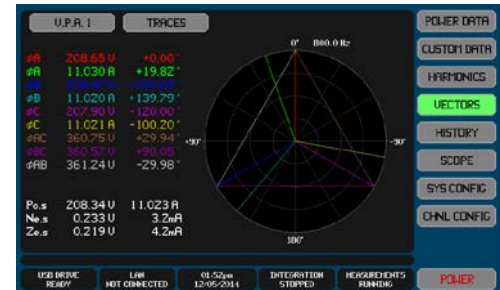 V.P.A. 1 TRACES
POWER DATA
CUSTOM DATA
HARMONICS
VECTORS
HISTORY
SCOPE
SYS CONFIG
CHNL CONFIG
POWER
0° 800.0 Hz
+90° -90°
180°
øA 208.65 V +0.00°
øA 11.030 A +19.82°
øB 11.020 A +139.79°
øC 207.90 V -120.00°
øC 11.021 A -100.20°
øAC 360.75 V -29.94°
øBC 360.57 V +90.05°
øAB 361.24 V -29.98°
Po.s 208.34 V 11.023 A
Ne.s 0.233 V 3.2mA
Ze.s 0.219 V 4.2mA
USB DRIVE READY
LAN NOT CONNECTED
01:52pm 12/05/2014
INTEGRATION STOPPED
MEASUREMENTS RUNNING